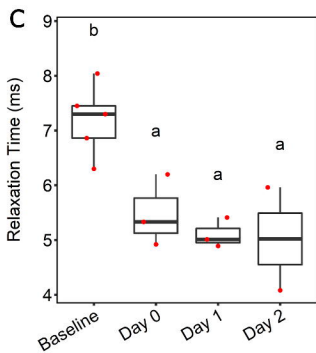 C
Relaxation Time (ms)
9
8
7
6
5
4
b
a
a
a
Baseline
Day 0
Day 1
Day 2